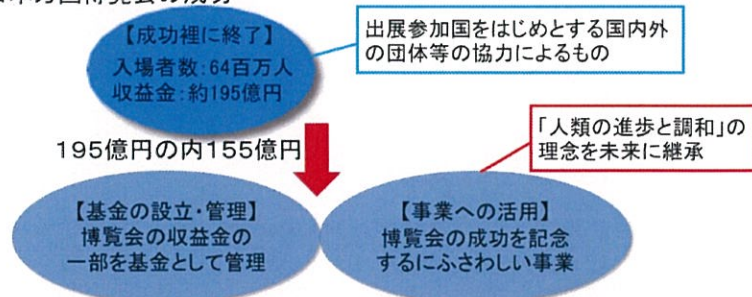 【成功裡に終了】
入場者数:64百万人
収益金:約195億円
出展参加国をはじめとする国内外
の団体等の協力によるもの
195億円の内155億円
「人類の進歩と調和」の
理念を未来に継承
【基金の設立・管理】
博覧会の収益金の
一部を基金として管理
【事業への活用】
博覧会の成功を記念
するにふさわしい事業